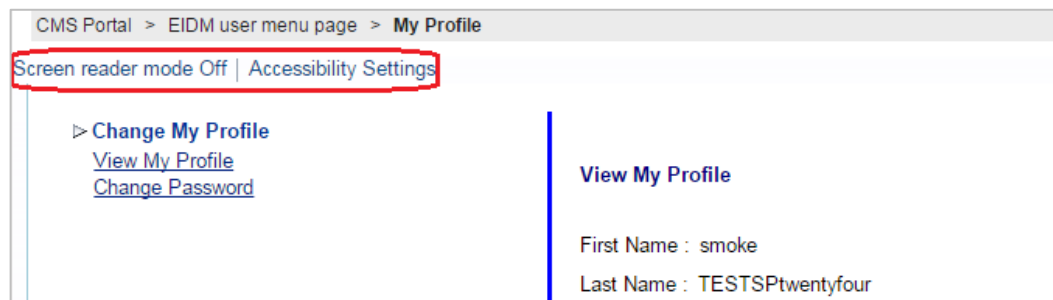 CMS Portal > EIDM user menu page > My Profile
Screen reader mode Off | Accessibility Settings
Change My Profile
View My Profile
Change Password
View My Profile
First Name : smoke
Last Name : TESTSPtwentyfour